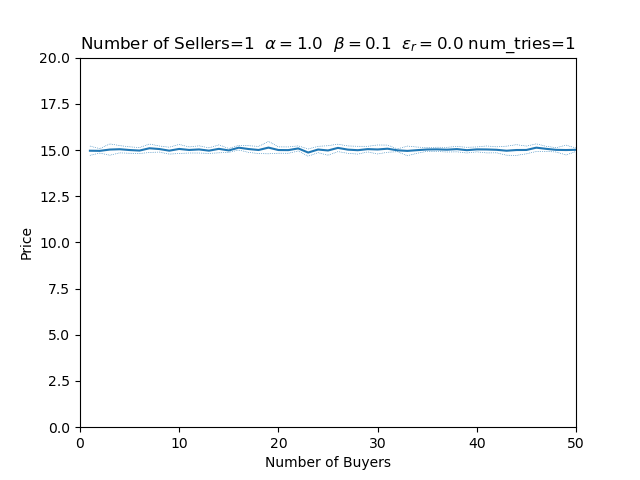 Number of Sellers=1 α = 1.0 β = 0.1 εr = 0.0 num_tries=1
20.0
17.5
15.0
12.5
10.0
7.5
5.0
2.5
0.0
Price
0 10 20 30 40 50
Number of Buyers